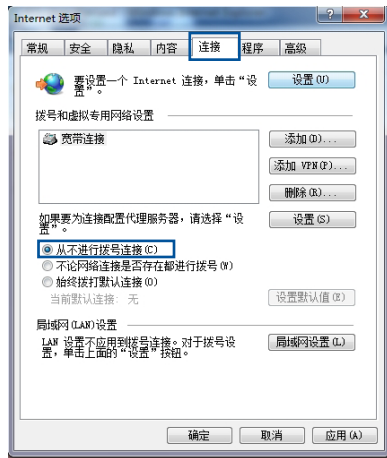 Internet 选项
常规 安全 隐私 内容 连接 程序 高级
要设置一个 Internet 连接，单击“设
置”。
设置(U)
拨号和虚拟专用网络设置
宽带连接
添加(D)...
添加 VPN(P)...
删除(R)...
如果要为连接配置代理服务器，请选择“设
置”。
设置(S)
从不进行拨号连接(C)
不论网络连接是否存在都进行拨号(W)
始终拨打默认连接(O)
当前默认连接： 无
设置默认值(E)
局域网(LAN)设置
LAN 设置不应用到拨号连接。对于拨号设
置，单击上面的“设置”按钮。
局域网设置(L)
确定 取消 应用(A)